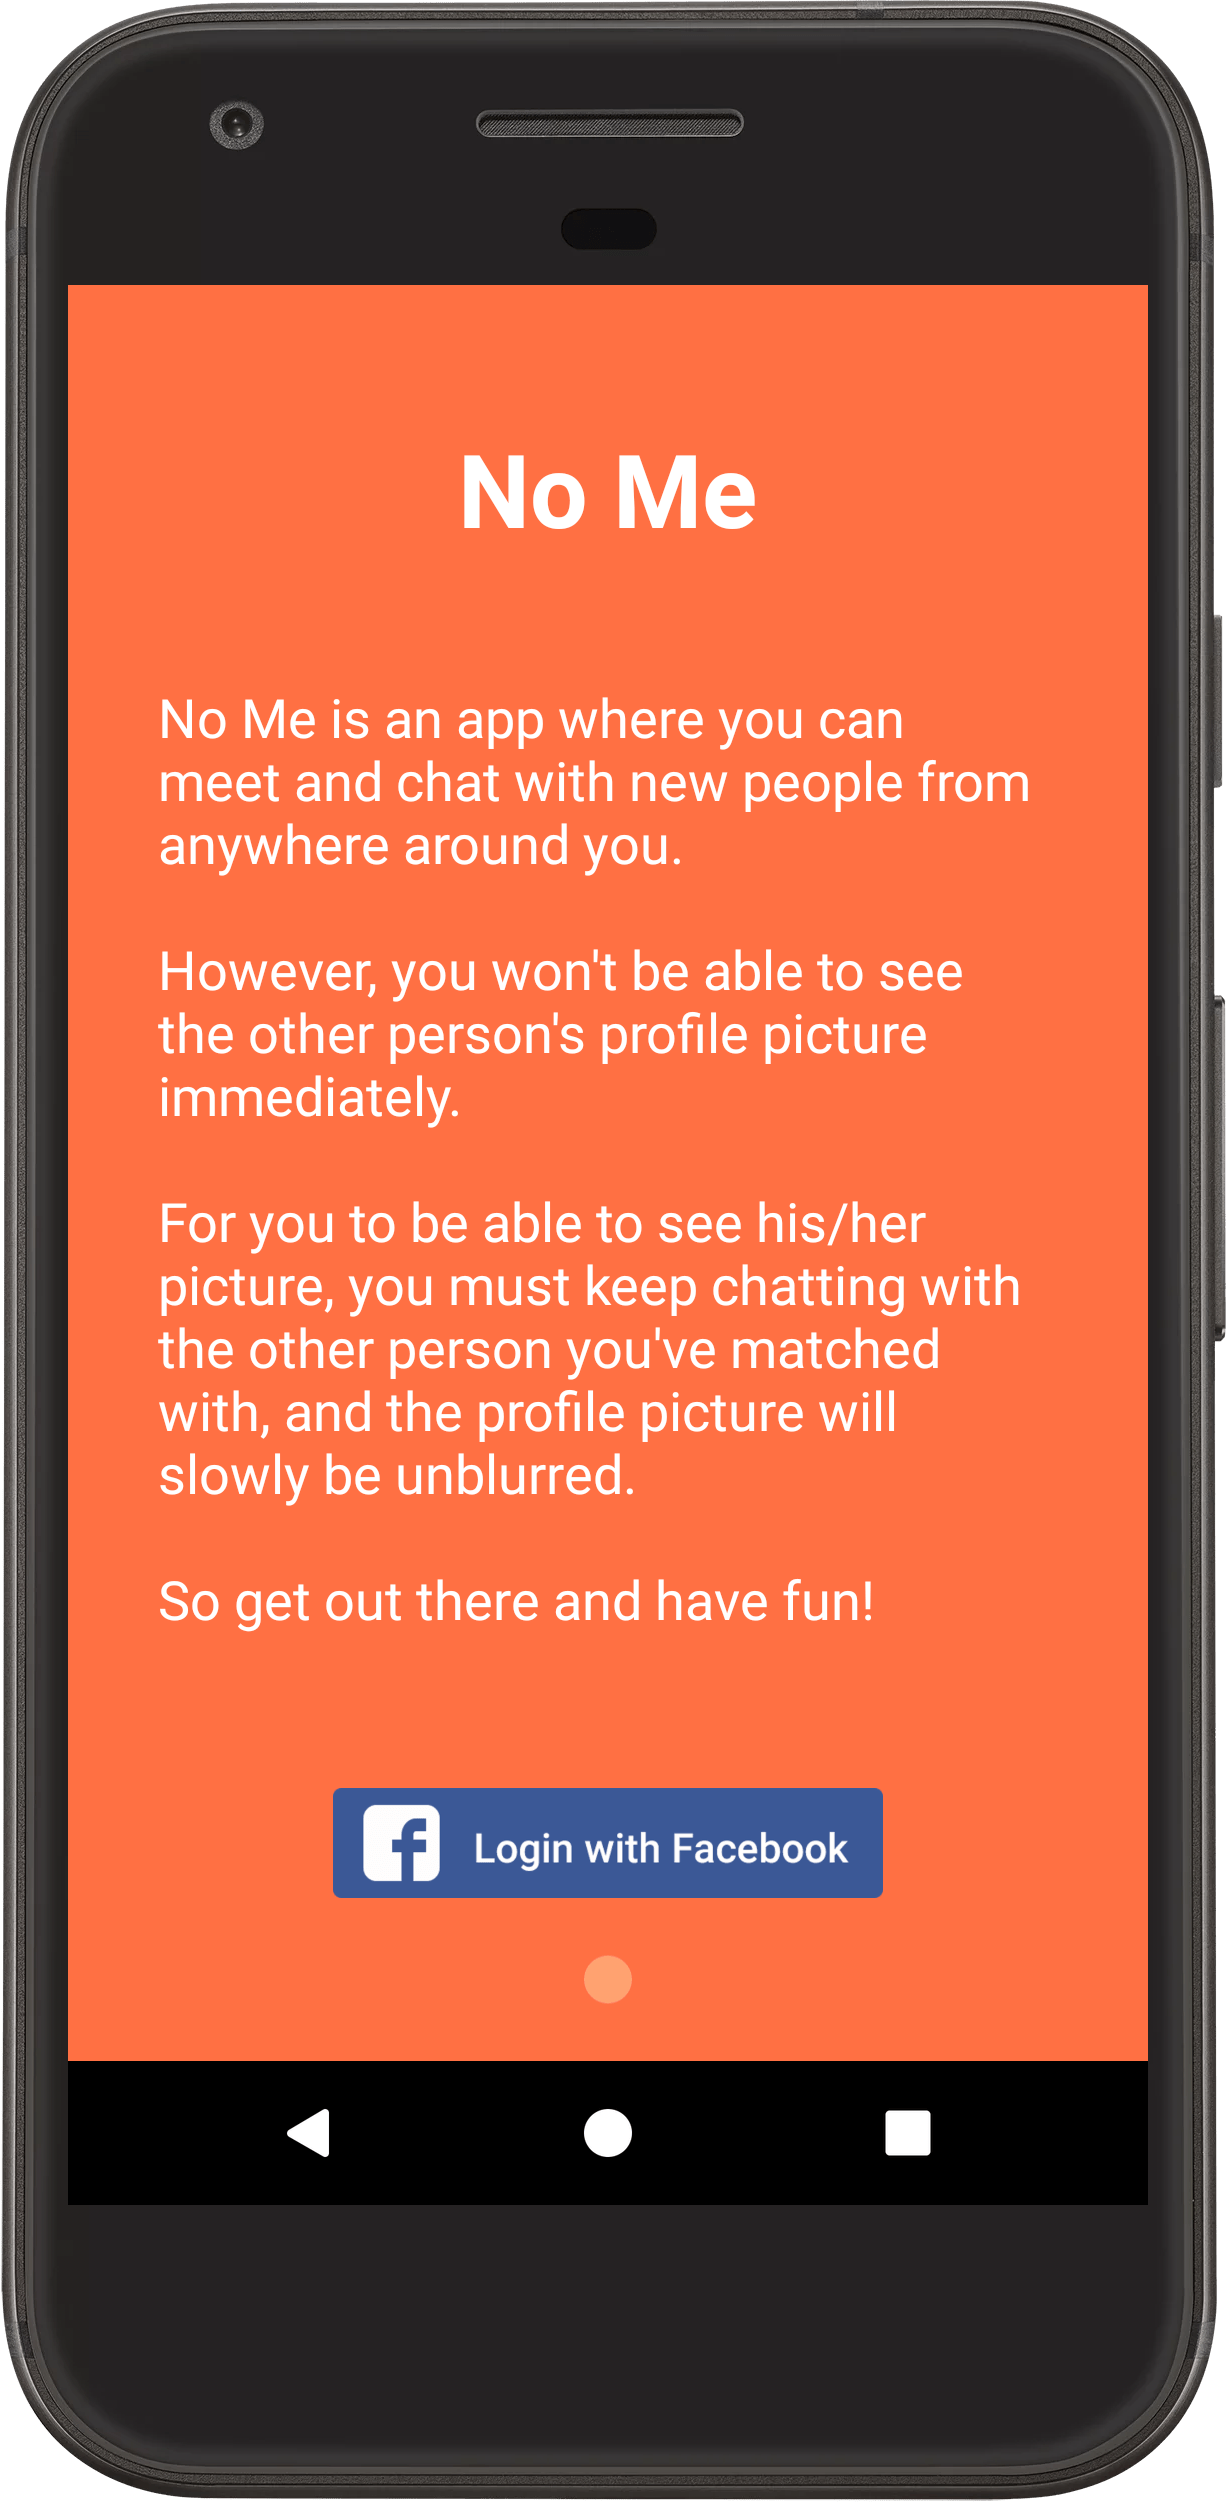 No Me
No Me is an app where you can
meet and chat with new people from
anywhere around you.
However, you won't be able to see
the other person's profile picture
immediately.
For you to be able to see his/her
picture, you must keep chatting with
the other person you've matched
with, and the profile picture will
slowly be unblurred.
So get out there and have fun!
Login with Facebook